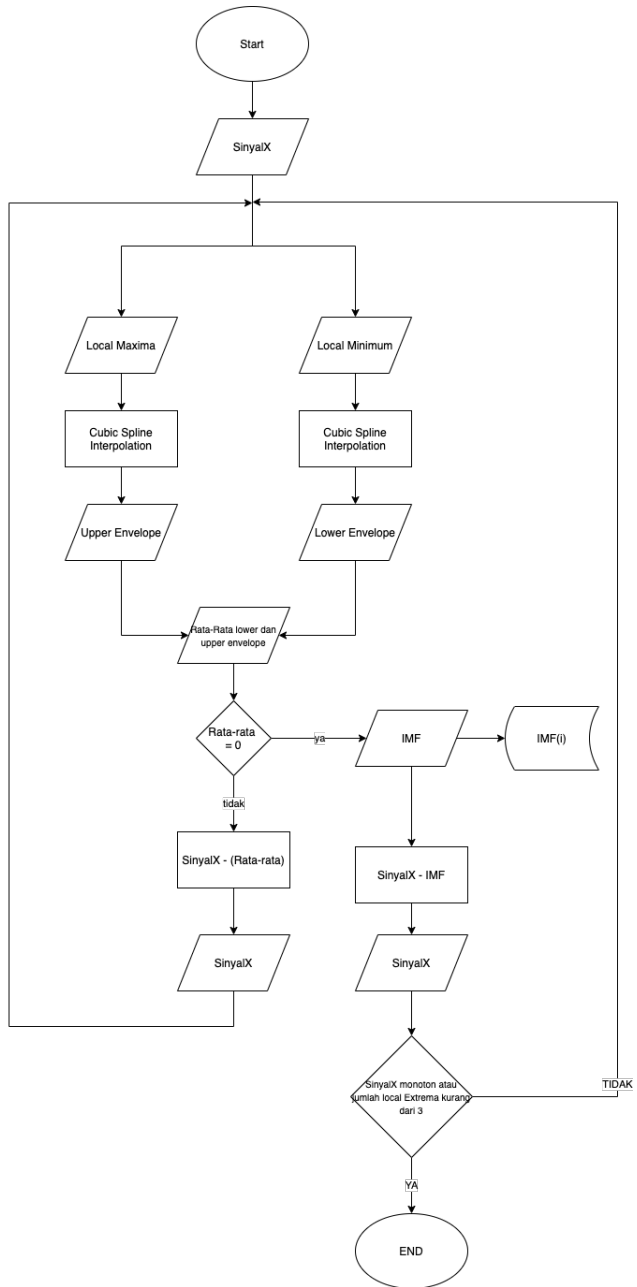 Start
SinyalX
Local Maxima
Local Minimum
Cubic Spline
Interpolation
Cubic Spline
Interpolation
Upper Envelope
Lower Envelope
Rata-Rata lower dan
upper envelope
Rata-rata
= 0
ya
IMF
IMF(i)
tidak
SinyalX - (Rata-rata)
SinyalX - IMF
SinyalX
SinyalX
SinyalX monoton atau
jumlah local Extrema kurang
dari 3
TIDAK
YA
END